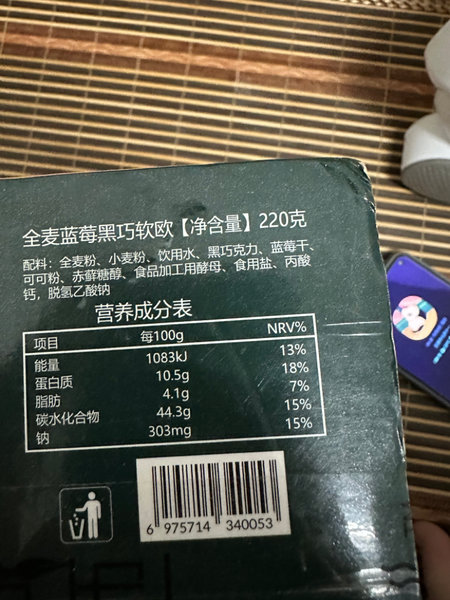 全麦蓝莓黑巧软欧【净含量】220克
配料：全麦粉、小麦粉、饮用水、黑巧克力、蓝莓干、
可可粉、赤藓糖醇、食品加工用酵母、食用盐、丙酸
钙，脱氢乙酸钠
营养成分表
项目 每100g NRV%
能量 1083kJ 13%
蛋白质 10.5g 18%
脂肪 4.1g 7%
碳水化合物 44.3g 15%
钠 303mg 15%
6 975714 340053